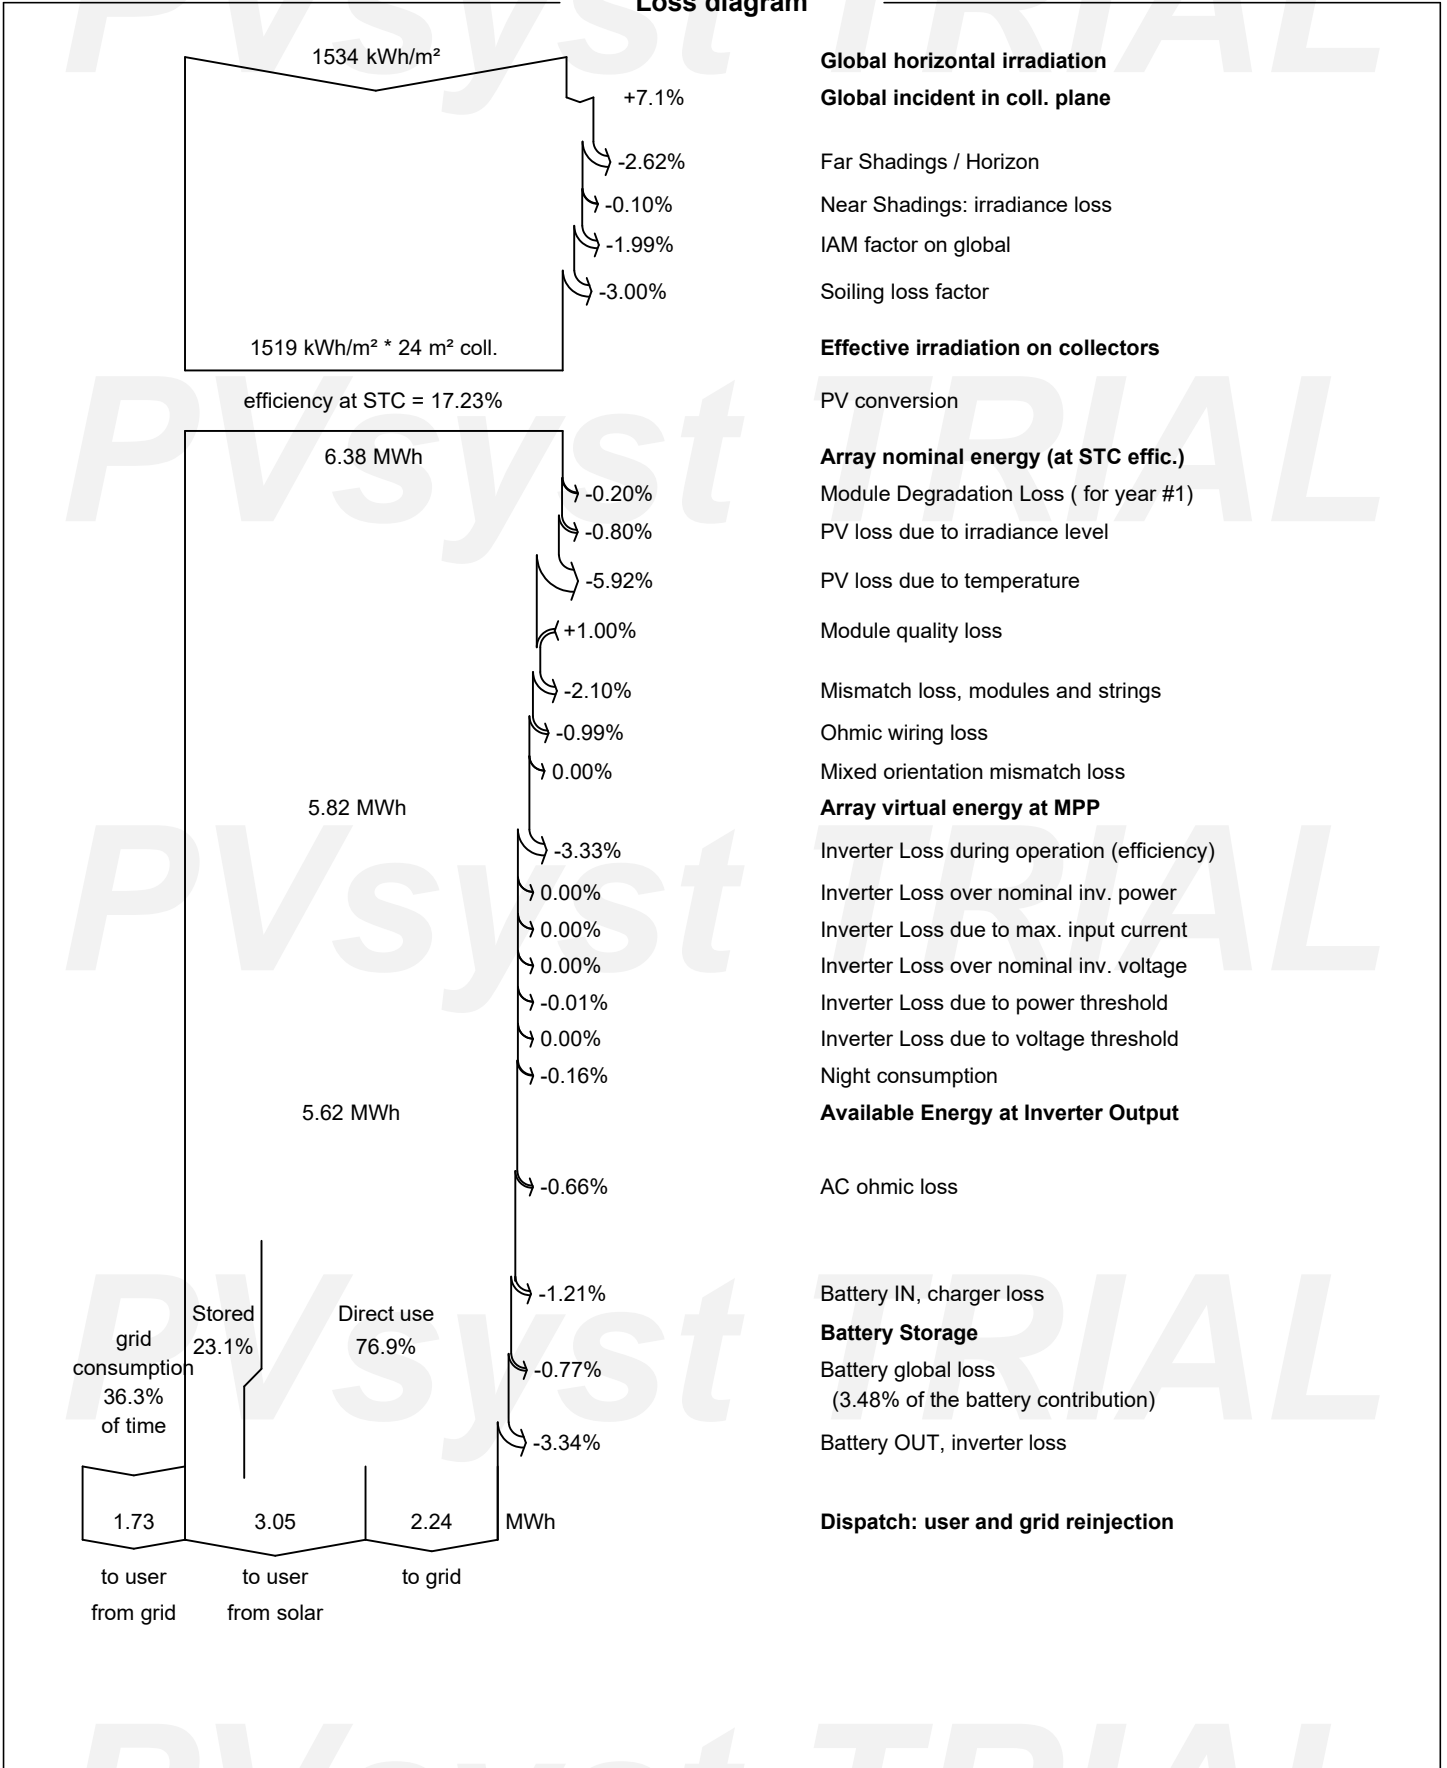 Loss diagram
1534 kWh/m²
Global horizontal irradiation
+7.1%
Global incident in coll. plane
-2.62%
Far Shadings / Horizon
-0.10%
Near Shadings: irradiance loss
-1.99%
IAM factor on global
-3.00%
Soiling loss factor
1519 kWh/m² * 24 m² coll.
Effective irradiation on collectors
efficiency at STC = 17.23%
PV conversion
6.38 MWh
Array nominal energy (at STC effic.)
-0.20%
Module Degradation Loss ( for year #1)
-0.80%
PV loss due to irradiance level
-5.92%
PV loss due to temperature
+1.00%
Module quality loss
-2.10%
Mismatch loss, modules and strings
-0.99%
Ohmic wiring loss
0.00%
Mixed orientation mismatch loss
5.82 MWh
Array virtual energy at MPP
-3.33%
Inverter Loss during operation (efficiency)
0.00%
Inverter Loss over nominal inv. power
0.00%
Inverter Loss due to max. input current
0.00%
Inverter Loss over nominal inv. voltage
-0.01%
Inverter Loss due to power threshold
0.00%
Inverter Loss due to voltage threshold
-0.16%
Night consumption
5.62 MWh
Available Energy at Inverter Output
-0.66%
AC ohmic loss
-1.21%
Battery IN, charger loss
Stored
23.1%
Direct use
76.9%
Battery Storage
grid
consumption
36.3%
of time
-0.77%
Battery global loss
(3.48% of the battery contribution)
-3.34%
Battery OUT, inverter loss
1.73
3.05
2.24
MWh
Dispatch: user and grid reinjection
to user
from grid
to user
from solar
to grid
PVsyst TRIAL
PVsyst TRIAL
PVsyst TRIAL
PVsyst TRIAL
PVsyst TRIAL